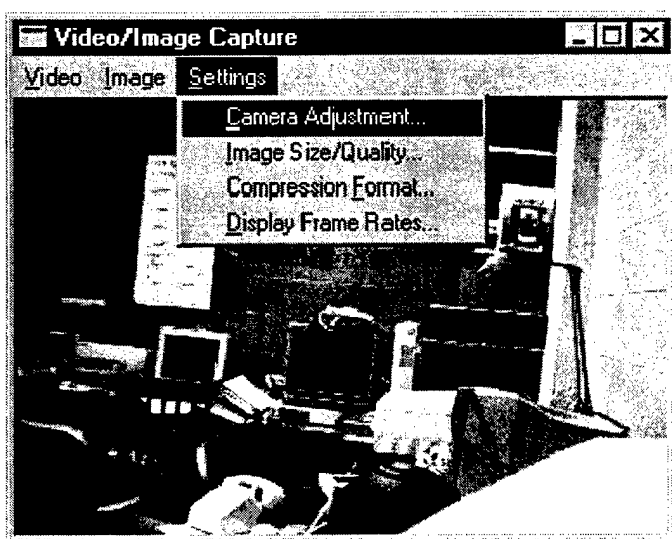 Video/Image Capture
Video Image Settings
Camera Adjustment...
Image Size/Quality...
Compression Format...
Display Frame Rates...